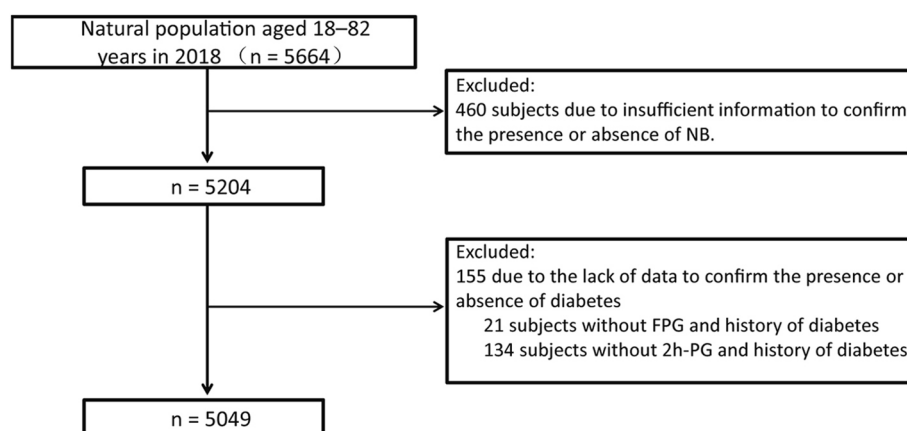 Natural population aged 18–82
years in 2018 （n = 5664）
Excluded:
460 subjects due to insufficient information to confirm
the presence or absence of NB.
n = 5204
Excluded:
155 due to the lack of data to confirm the presence or
absence of diabetes
21 subjects without FPG and history of diabetes
134 subjects without 2h-PG and history of diabetes
n = 5049